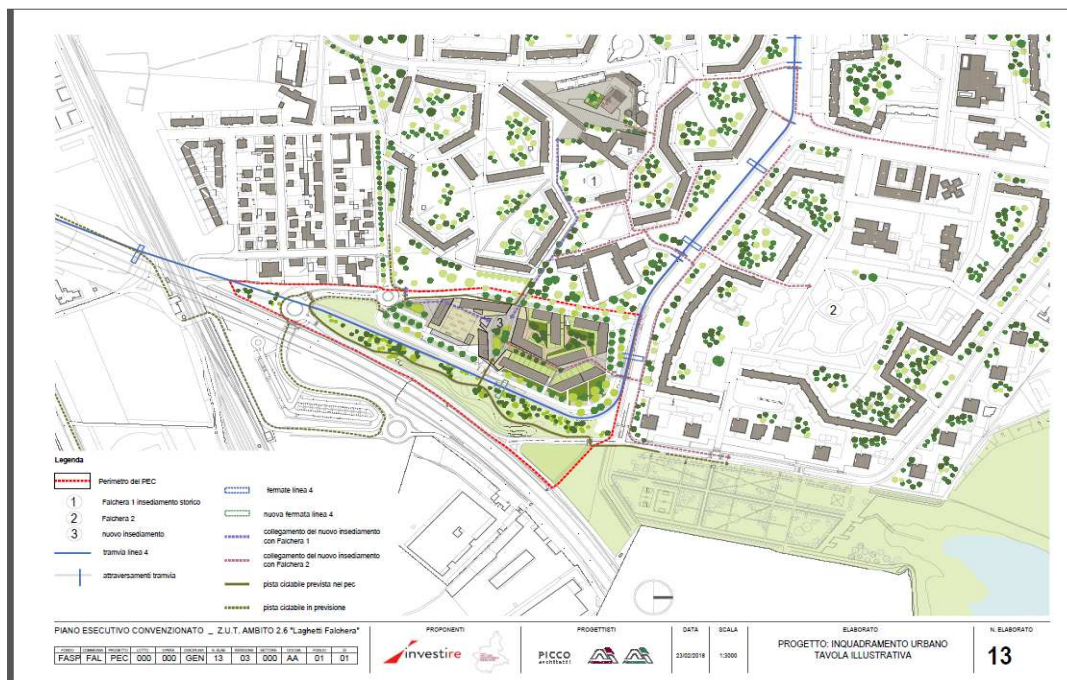 1
2
3
Legenda
Perimetro del PEC
1 Falchera 1 insediamento storico
2 Falchera 2
3 nuovo insediamento
tramvia linea 4
attraversamenti tramvia
fermate linea 4
nuova fermata linea 4
collegamento del nuovo insediamento
con Falchera 1
collegamento del nuovo insediamento
con Falchera 2
pista ciclabile prevista nel pec
pista ciclabile in previsione
PIANO ESECUTIVO CONVENZIONATO _ Z.U.T. AMBITO 2.6 "Laghetti Falchera"
FASP FAL PEC 000 000 GEN 13 03 000 AA 01 01
PROPONENTI
investire
PROGETTISTI
PICCO
architetti
DATA
23/02/2018
SCALA
1:3000
ELABORATO
PROGETTO: INQUADRAMENTO URBANO
TAVOLA ILLUSTRATIVA
N. ELABORATO
13